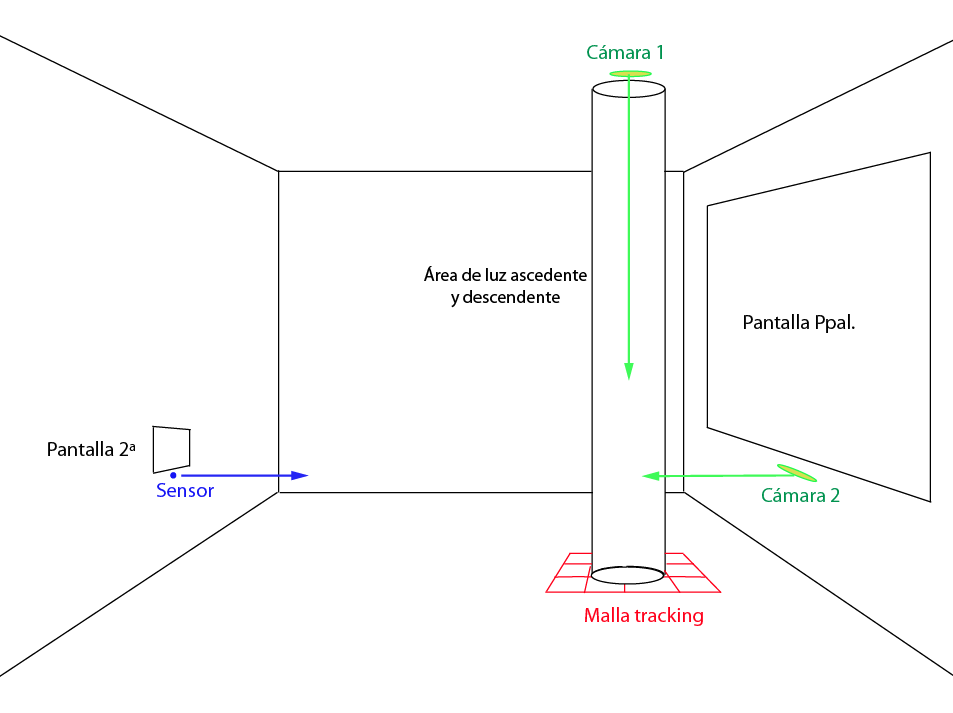 Cámara 1
Área de luz ascedente
y descendente
Pantalla Ppal.
Pantalla 2ª
Sensor
Cámara 2
Malla tracking